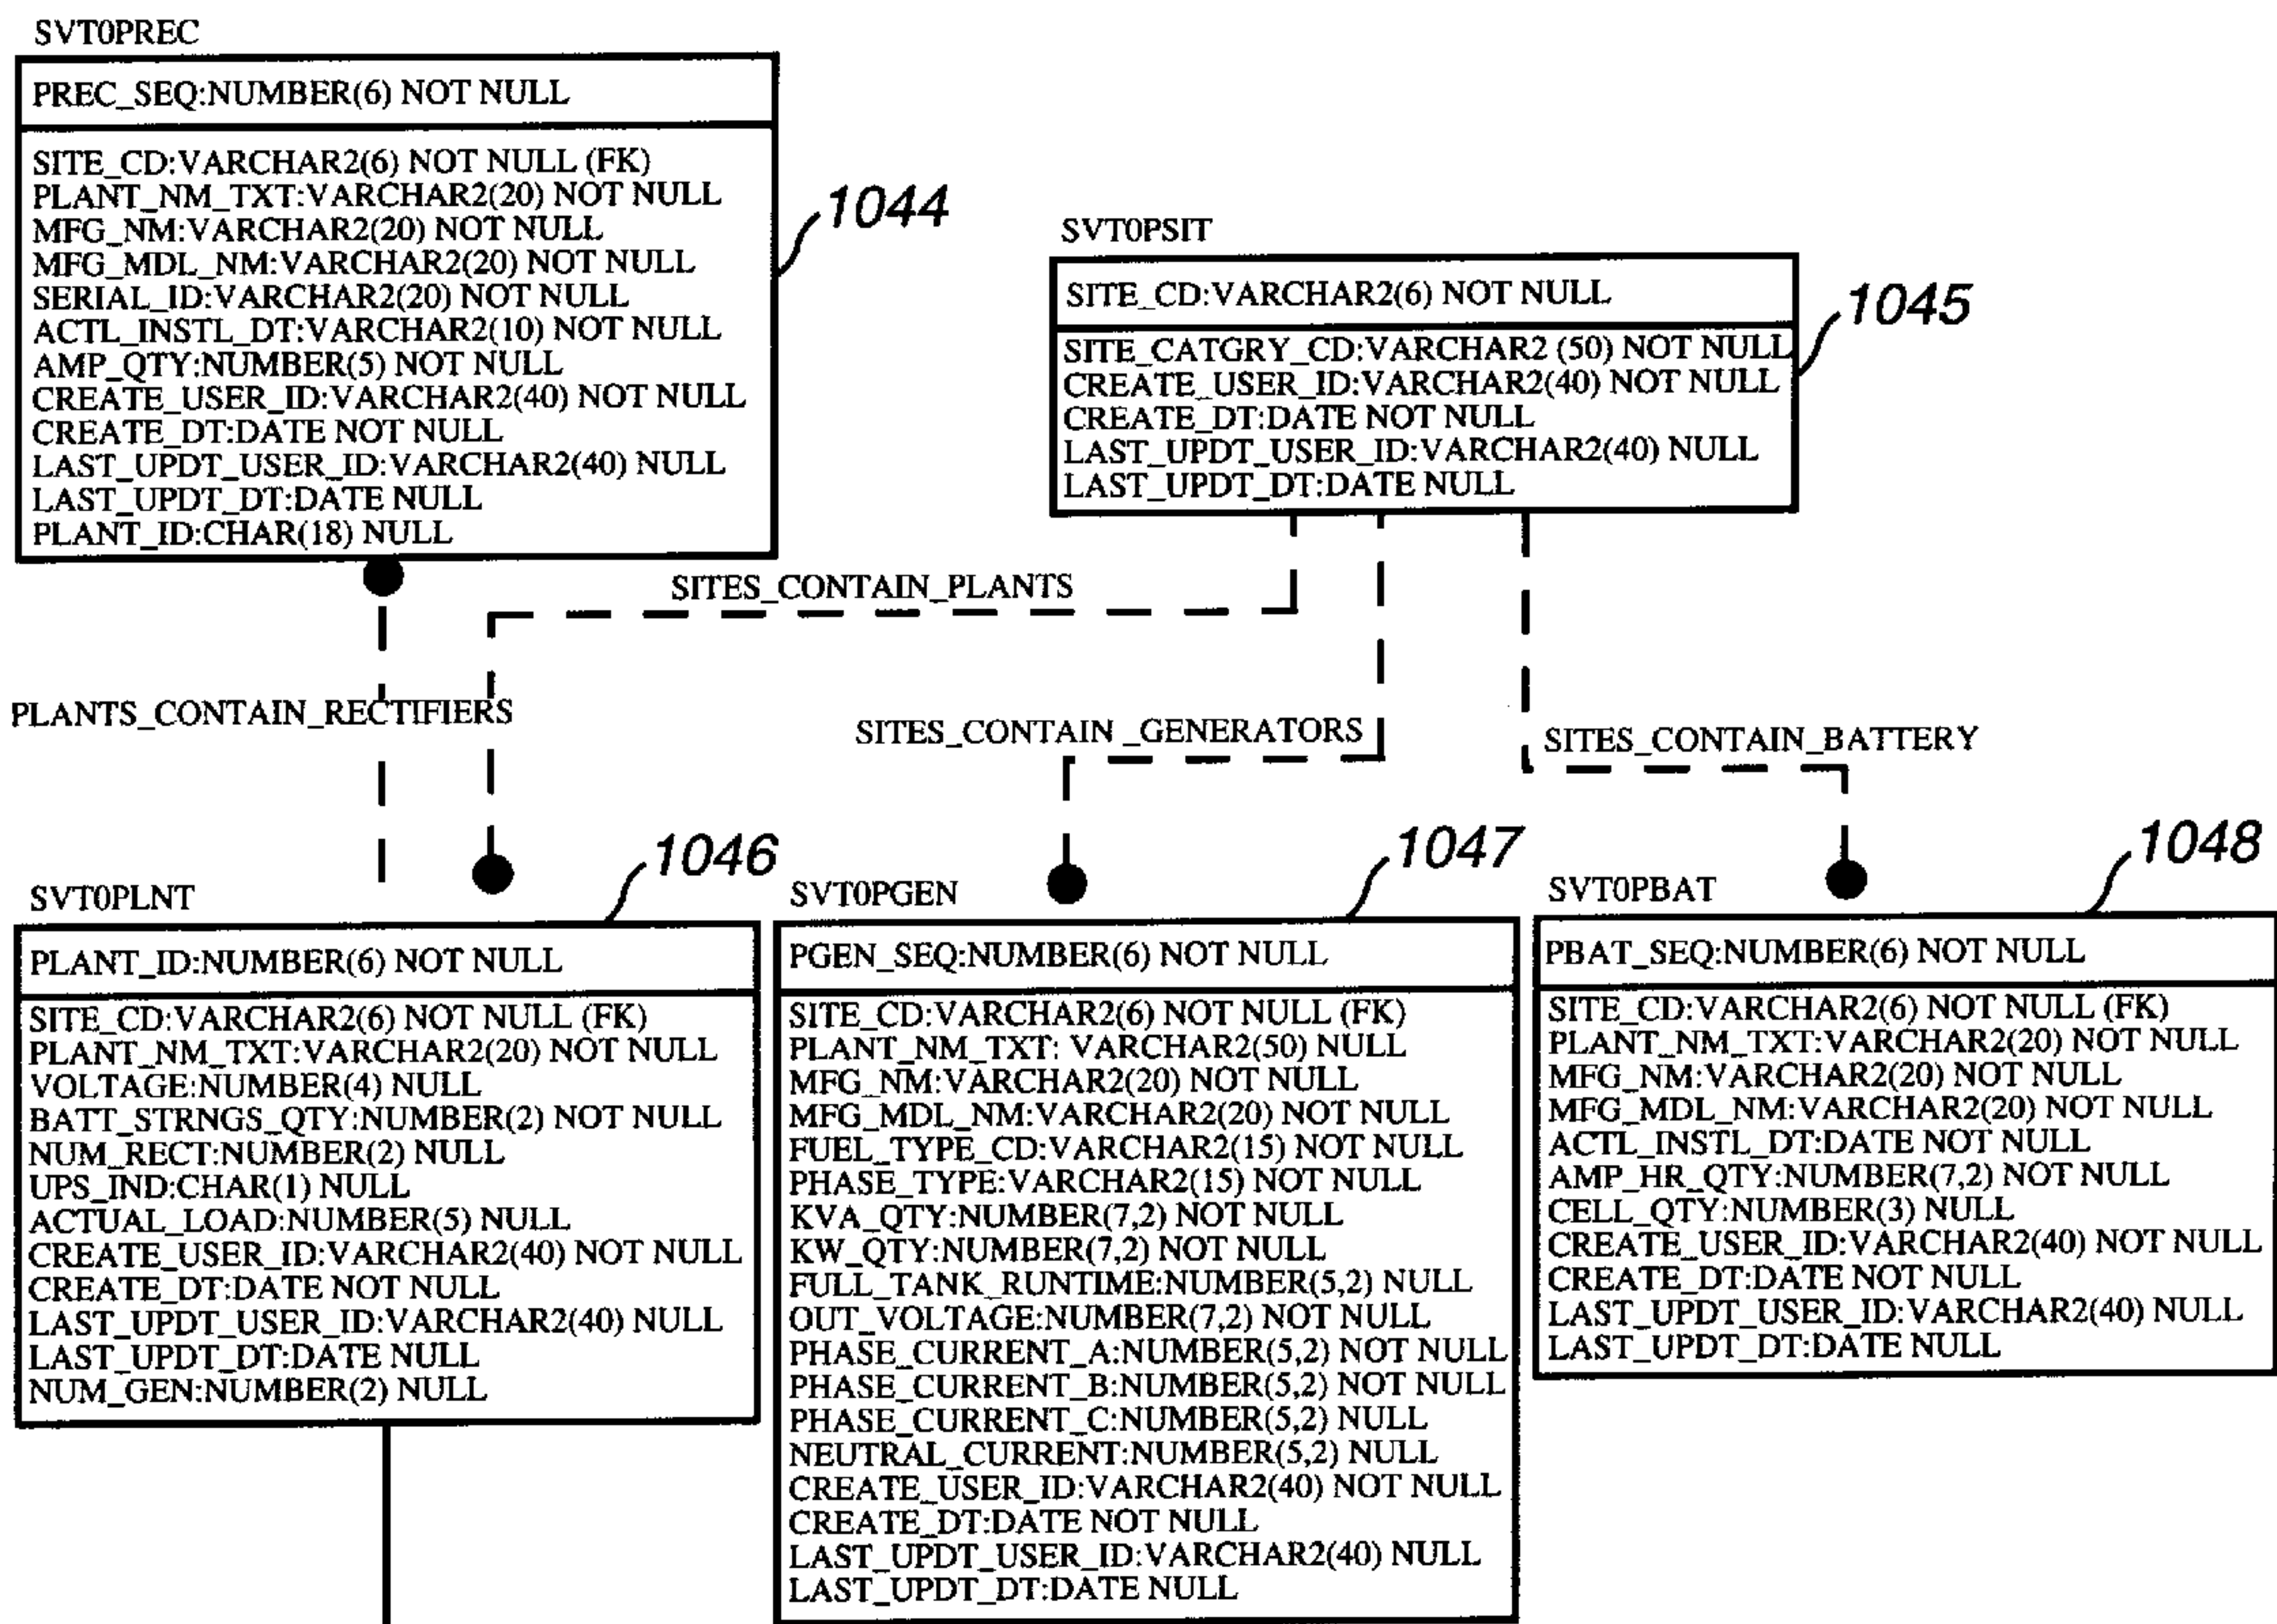 SVT0PREC
PREC_SEQ:NUMBER(6) NOT NULL
SITE_CD:VARCHAR2(6) NOT NULL (FK)
PLANT_NM_TXT:VARCHAR2(20) NOT NULL
MFG_NM:VARCHAR2(20) NOT NULL
MFG_MDL_NM:VARCHAR2(20) NOT NULL
SERIAL_ID:VARCHAR2(20) NOT NULL
ACTL_INSTL_DT:VARCHAR2(10) NOT NULL
AMP_QTY:NUMBER(5) NOT NULL
CREATE_USER_ID:VARCHAR2(40) NOT NULL
CREATE_DT:DATE NOT NULL
LAST_UPDT_USER_ID:VARCHAR2(40) NULL
LAST_UPDT_DT:DATE NULL
PLANT_ID:CHAR(18) NULL
1044
SVT0PSIT
SITE_CD:VARCHAR2(6) NOT NULL
SITE_CATGRY_CD:VARCHAR2 (50) NOT NULL
CREATE_USER_ID:VARCHAR2(40) NOT NULL
CREATE_DT:DATE NOT NULL
LAST_UPDT_USER_ID:VARCHAR2(40) NULL
LAST_UPDT_DT:DATE NULL
1045
SITES_CONTAIN_PLANTS
PLANTS_CONTAIN_RECTIFIERS
SITES_CONTAIN _GENERATORS
SITES_CONTAIN_BATTERY
SVT0PLNT
1046
PLANT_ID:NUMBER(6) NOT NULL
SITE_CD:VARCHAR2(6) NOT NULL (FK)
PLANT_NM_TXT:VARCHAR2(20) NOT NULL
VOLTAGE:NUMBER(4) NULL
BATT_STRNGS_QTY:NUMBER(2) NOT NULL
NUM_RECT:NUMBER(2) NULL
UPS_IND:CHAR(1) NULL
ACTUAL_LOAD:NUMBER(5) NULL
CREATE_USER_ID:VARCHAR2(40) NOT NULL
CREATE_DT:DATE NOT NULL
LAST_UPDT_USER_ID:VARCHAR2(40) NULL
LAST_UPDT_DT:DATE NULL
NUM_GEN:NUMBER(2) NULL
SVT0PGEN
1047
PGEN_SEQ:NUMBER(6) NOT NULL
SITE_CD:VARCHAR2(6) NOT NULL (FK)
PLANT_NM_TXT: VARCHAR2(50) NULL
MFG_NM:VARCHAR2(20) NOT NULL
MFG_MDL_NM:VARCHAR2(20) NOT NULL
FUEL_TYPE_CD:VARCHAR2(15) NOT NULL
PHASE_TYPE:VARCHAR2(15) NOT NULL
KVA_QTY:NUMBER(7,2) NOT NULL
KW_QTY:NUMBER(7,2) NOT NULL
FULL_TANK_RUNTIME:NUMBER(5,2) NULL
OUT_VOLTAGE:NUMBER(7,2) NOT NULL
PHASE_CURRENT_A:NUMBER(5,2) NOT NULL
PHASE_CURRENT_B:NUMBER(5,2) NOT NULL
PHASE_CURRENT_C:NUMBER(5,2) NULL
NEUTRAL_CURRENT:NUMBER(5,2) NULL
CREATE_USER_ID:VARCHAR2(40) NOT NULL
CREATE_DT:DATE NOT NULL
LAST_UPDT_USER_ID:VARCHAR2(40) NULL
LAST_UPDT_DT:DATE NULL
SVT0PBAT
1048
PBAT_SEQ:NUMBER(6) NOT NULL
SITE_CD:VARCHAR2(6) NOT NULL (FK)
PLANT_NM_TXT:VARCHAR2(20) NOT NULL
MFG_NM:VARCHAR2(20) NOT NULL
MFG_MDL_NM:VARCHAR2(20) NOT NULL
ACTL_INSTL_DT:DATE NOT NULL
AMP_HR_QTY:NUMBER(7,2) NOT NULL
CELL_QTY:NUMBER(3) NULL
CREATE_USER_ID:VARCHAR2(40) NOT NULL
CREATE_DT:DATE NOT NULL
LAST_UPDT_USER_ID:VARCHAR2(40) NULL
LAST_UPDT_DT:DATE NULL